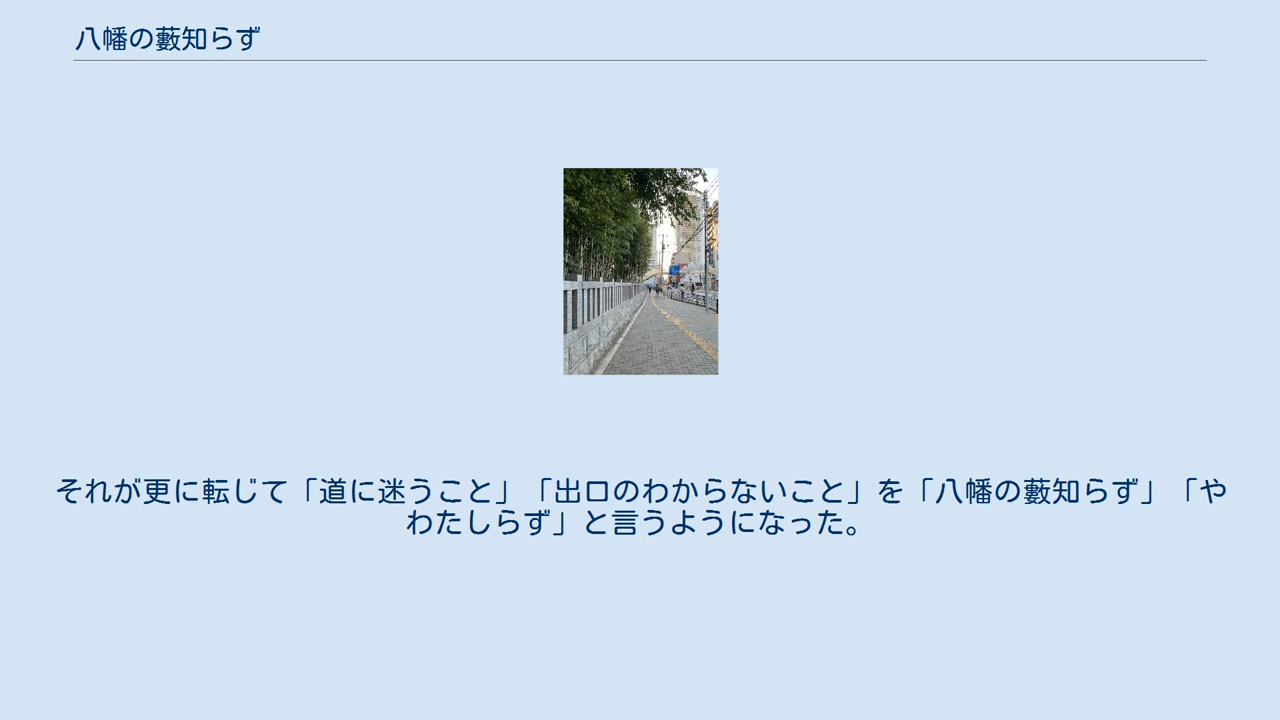 八幡の藪知らず
それが更に転じて「道に迷うこと」「出口のわからないこと」を「八幡の藪知らず」「や
わたしらず」と言うようになった。